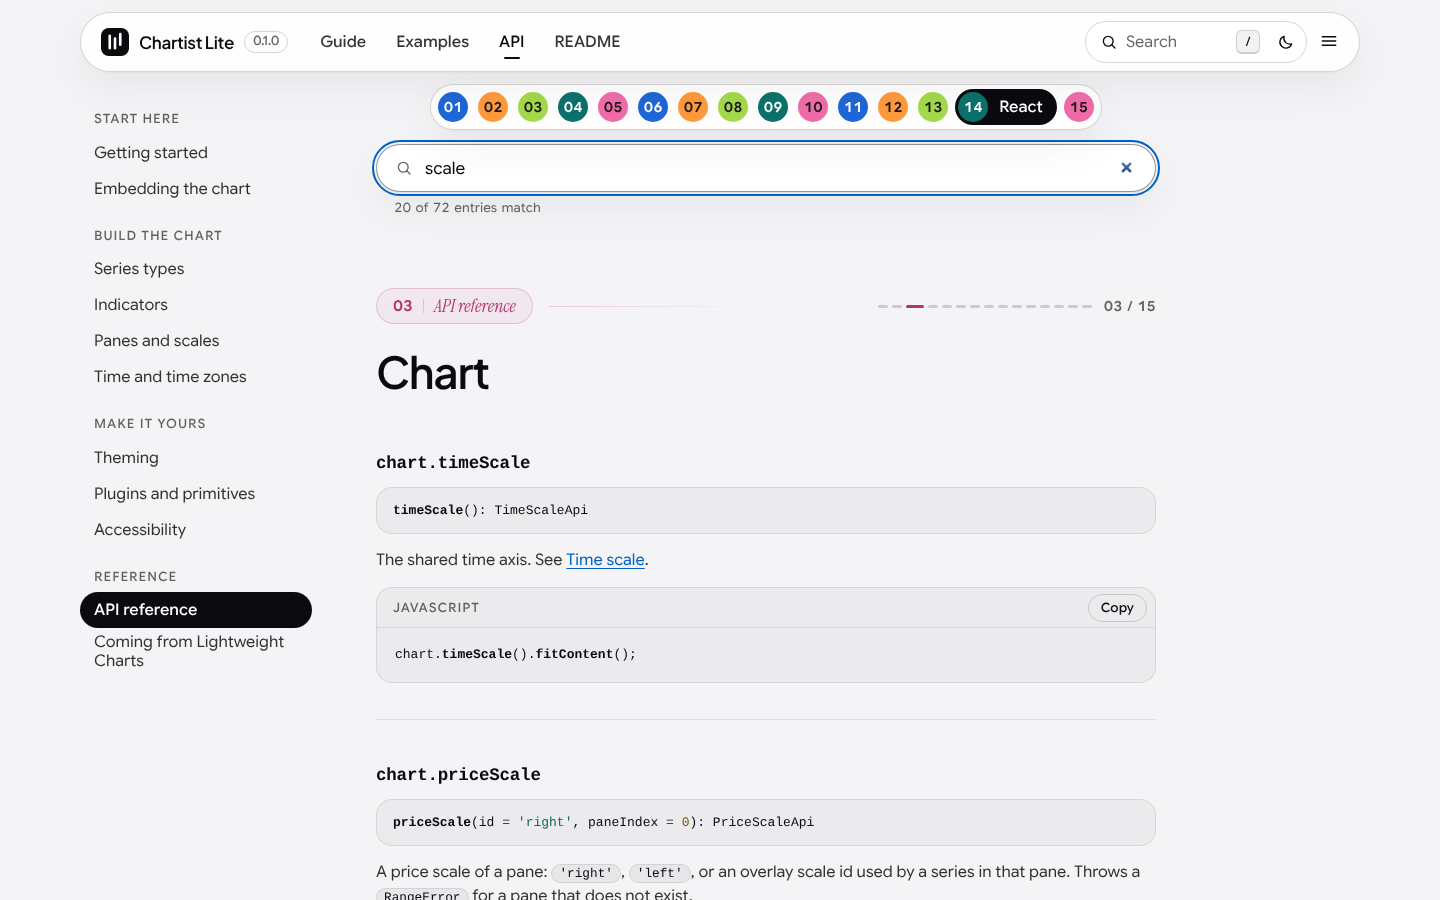 Chartist Lite 0.1.0 Guide Examples API README Search /
01 02 03 04 05 06 07 08 09 10 11 12 13 14 React 15
START HERE
Getting started
Embedding the chart
BUILD THE CHART
Series types
Indicators
Panes and scales
Time and time zones
MAKE IT YOURS
Theming
Plugins and primitives
Accessibility
REFERENCE
API reference
Coming from Lightweight
Charts
scale
20 of 72 entries match
03 API reference 03 / 15
Chart
chart.timeScale
timeScale(): TimeScaleApi
The shared time axis. See Time scale.
JAVASCRIPT Copy
chart.timeScale().fitContent();
chart.priceScale
priceScale(id = 'right', paneIndex = 0): PriceScaleApi
A price scale of a pane: 'right', 'left', or an overlay scale id used by a series in that pane. Throws a
RangeError for a pane that does not exist.